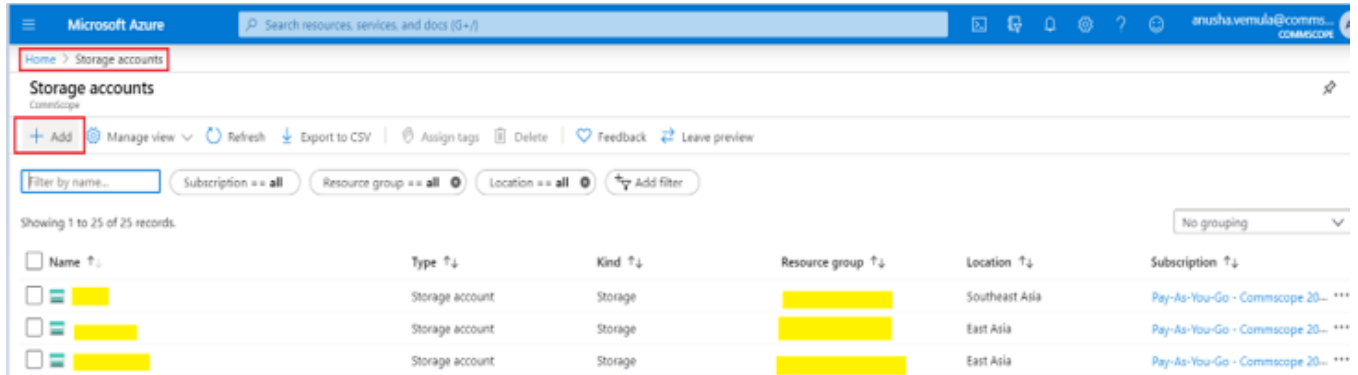 Microsoft Azure Search resources, services, and docs (G+/) ? anusha.vemula@comms...
COMMSCOPE
Home > Storage accounts
Storage accounts
CommScope
+ Add Manage view Refresh Export to CSV Assign tags Delete Feedback Leave preview
Filter by name... Subscription == all Resource group == all Location == all Add filter
Showing 1 to 25 of 25 records. No grouping
Name ↑↓ Type ↑↓ Kind ↑↓ Resource group ↑↓ Location ↑↓ Subscription ↑↓
Storage account Storage Southeast Asia Pay-As-You-Go - Commscope 20... ...
Storage account Storage East Asia Pay-As-You-Go - Commscope 20... ...
Storage account Storage East Asia Pay-As-You-Go - Commscope 20... ...